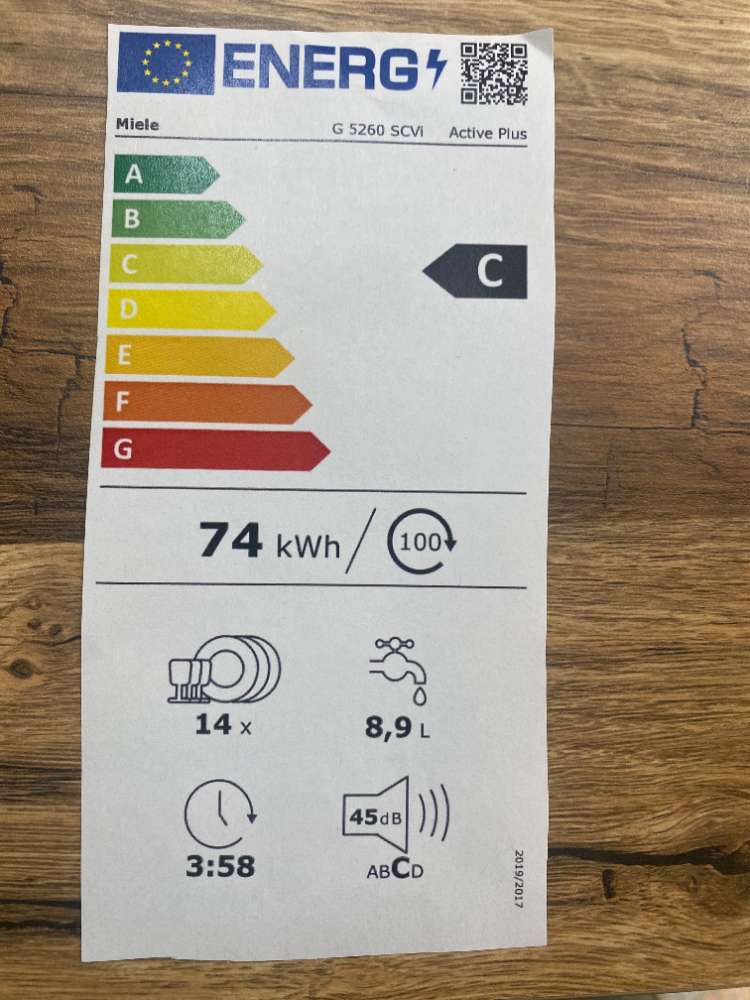 ENERG
Miele G 5260 SCVi Active Plus
A
B
C
C
D
E
F
G
74 kWh/100
14 x
8,9 L
3:58
45dB
ABCD
2019/2017